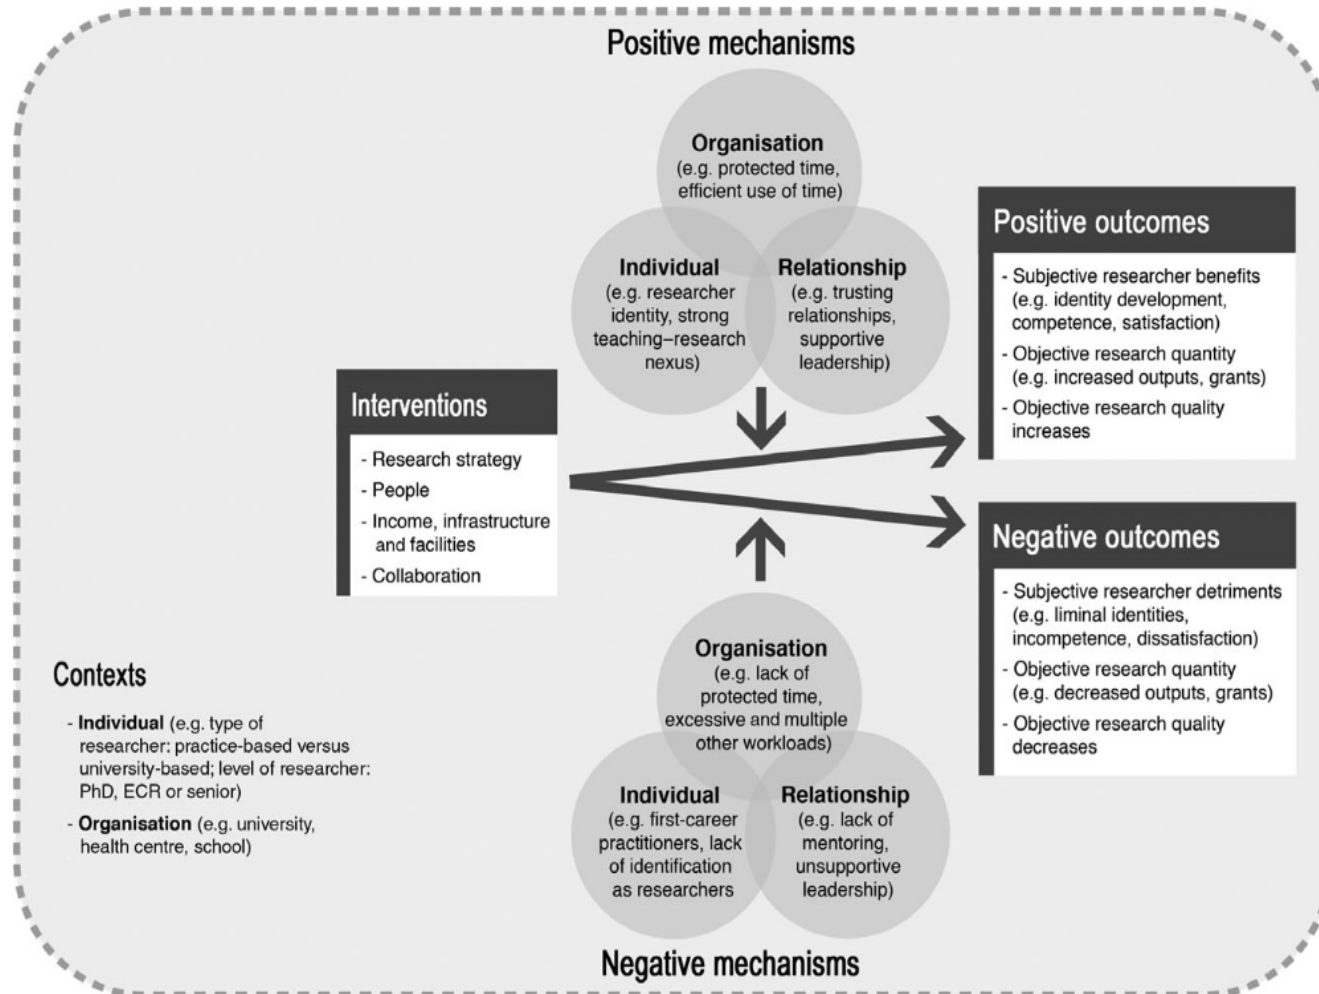 Positive mechanisms
Organisation
(e.g. protected time,
efficient use of time)
Individual
(e.g. researcher
identity, strong
teaching–research
nexus)
Relationship
(e.g. trusting
relationships,
supportive
leadership)
Interventions
- Research strategy
- People
- Income, infrastructure
and facilities
- Collaboration
Positive outcomes
- Subjective researcher benefits
(e.g. identity development,
competence, satisfaction)
- Objective research quantity
(e.g. increased outputs, grants)
- Objective research quality
increases
Negative outcomes
- Subjective researcher detriments
(e.g. liminal identities,
incompetence, dissatisfaction)
- Objective research quantity
(e.g. decreased outputs, grants)
- Objective research quality
decreases
Contexts
- Individual (e.g. type of
researcher: practice-based versus
university-based; level of researcher:
PhD, ECR or senior)
- Organisation (e.g. university,
health centre, school)
Organisation
(e.g. lack of
protected time,
excessive and multiple
other workloads)
Individual
(e.g. first-career
practitioners, lack
of identification
as researchers
Relationship
(e.g. lack of
mentoring,
unsupportive
leadership)
Negative mechanisms